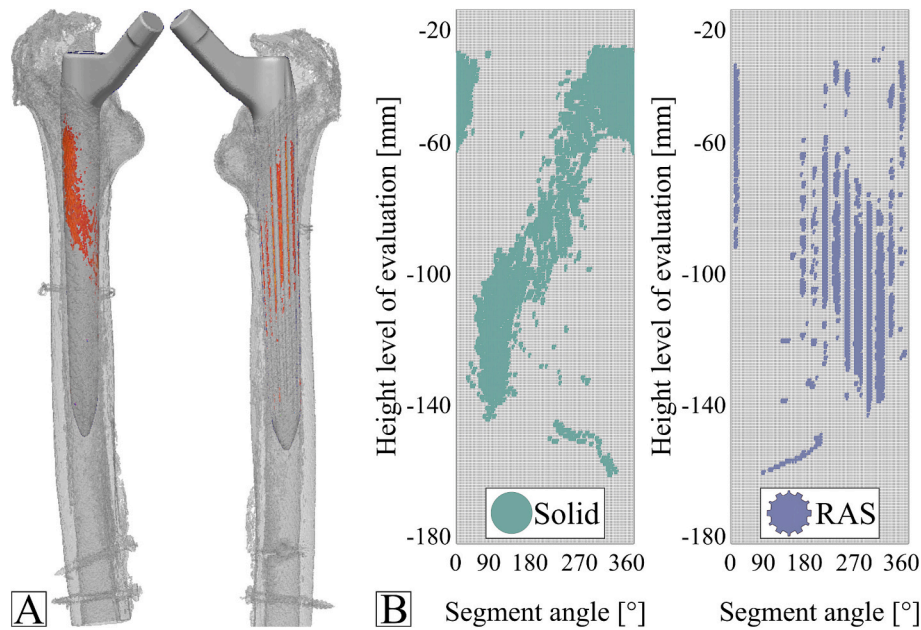 A
B
Height level of evaluation [mm]
-20
-60
-100
-140
-180
0 90 180 270 360
Segment angle [°]
Solid
Height level of evaluation [mm]
-20
-60
-100
-140
-180
0 90 180 270 360
Segment angle [°]
RAS